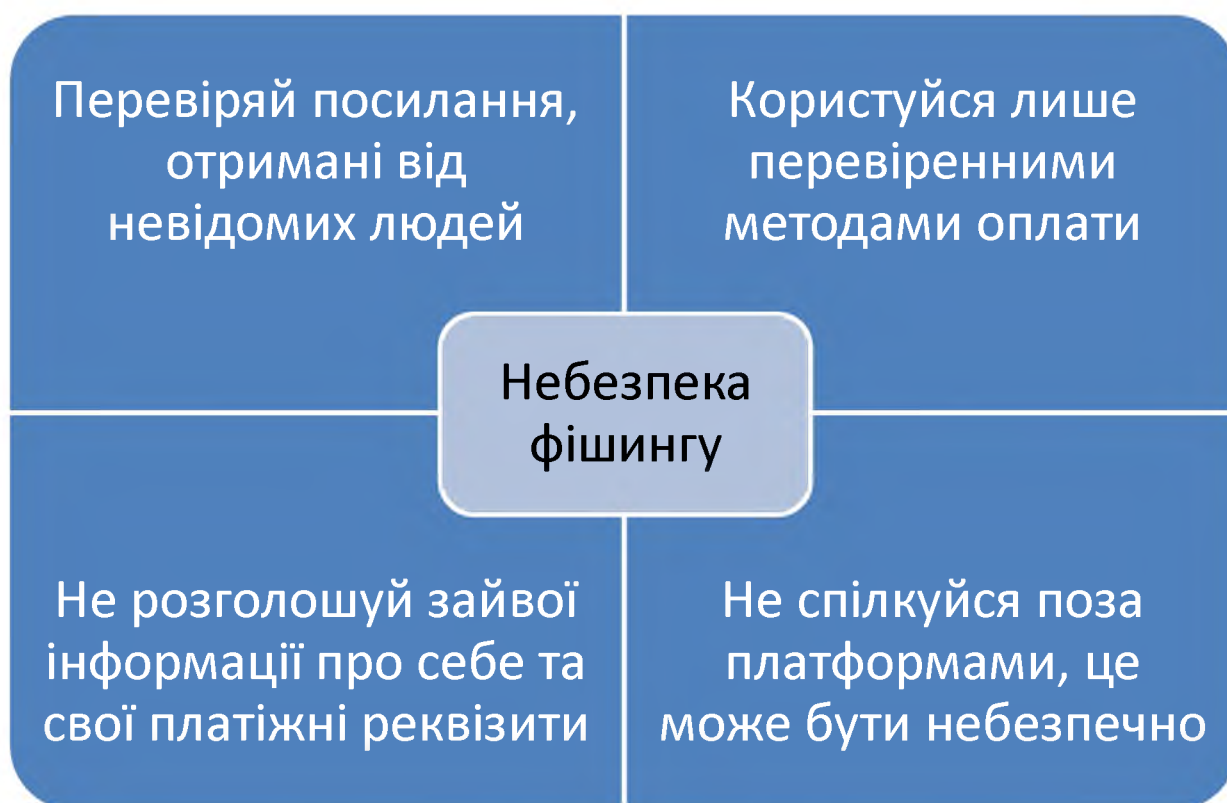 Перевіряй посилання,
отримані від
невідомих людей
Користуйся лише
перевіренними
методами оплати
Небезпека
фішингу
Не розголошуй зайвої
інформації про себе та
свої платіжні реквізити
Не спілкуйся поза
платформами, це
може бути небезпечно